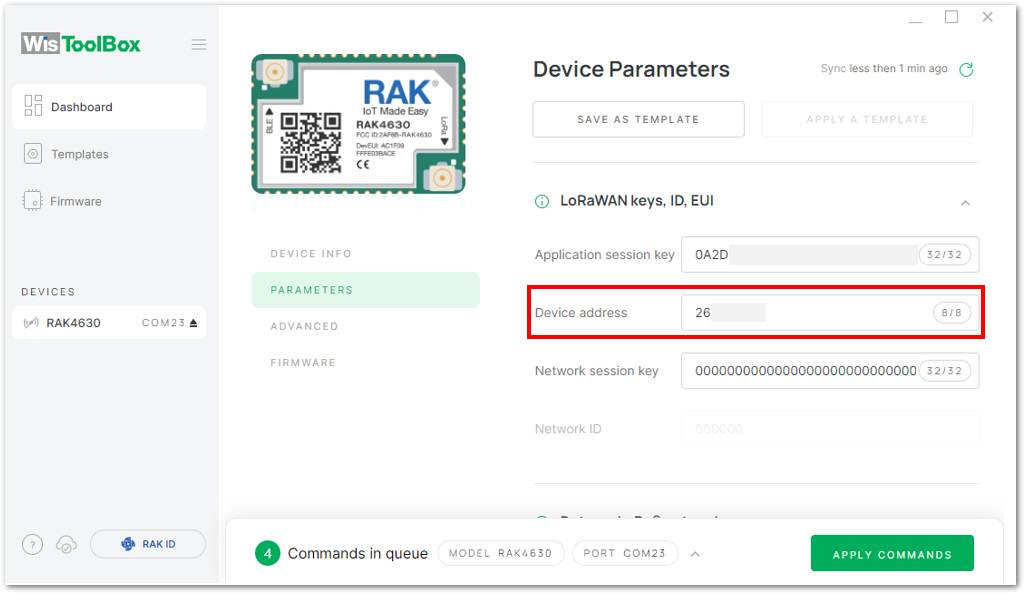 WisToolBox
Dashboard
Templates
Firmware
DEVICES
RAK4630 COM23
?
RAK ID
RAK®
IoT Made Easy
RAK4630
FCC ID:2AF6B-RAK4630
DevEUI: AC1F09
FFFE03BACE
BLE
LoRa
DEVICE INFO
PARAMETERS
ADVANCED
FIRMWARE
Device Parameters
Sync less then 1 min ago
SAVE AS TEMPLATE
APPLY A TEMPLATE
LoRaWAN keys, ID, EUI
Application session key 0A2D 32/32
Device address 26 8/8
Network session key 00000000000000000000000000000 32/32
Network ID 000000
4 Commands in queue MODEL RAK4630 PORT COM23 APPLY COMMANDS